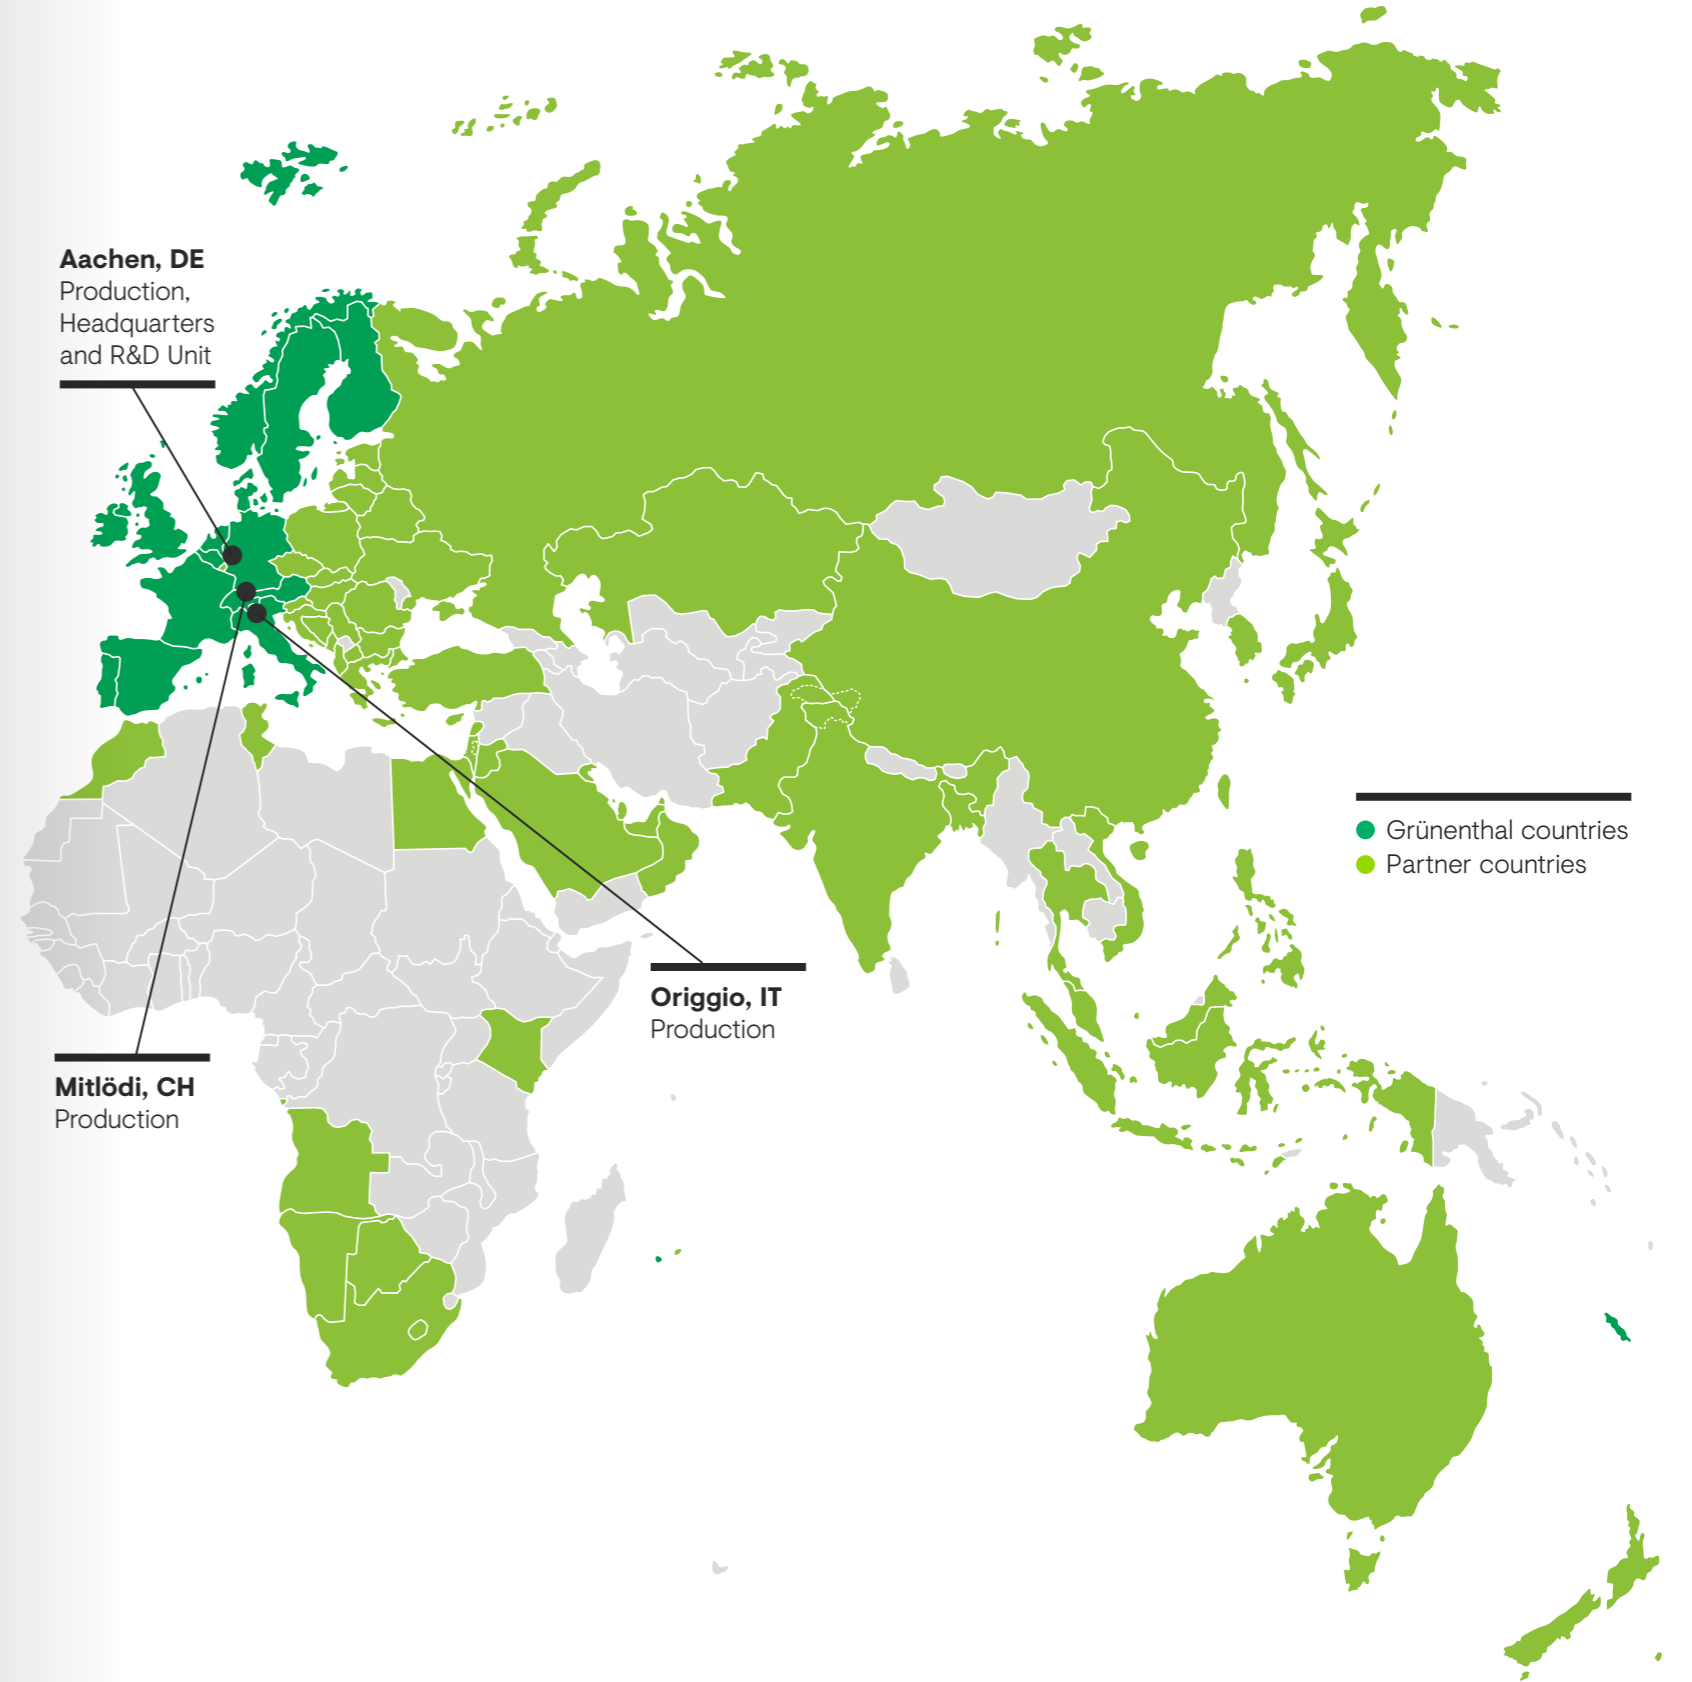 Aachen, DE
Production,
Headquarters
and R&D Unit
Grünenthal countries
Partner countries
Origgio, IT
Production
Mitlödi, CH
Production